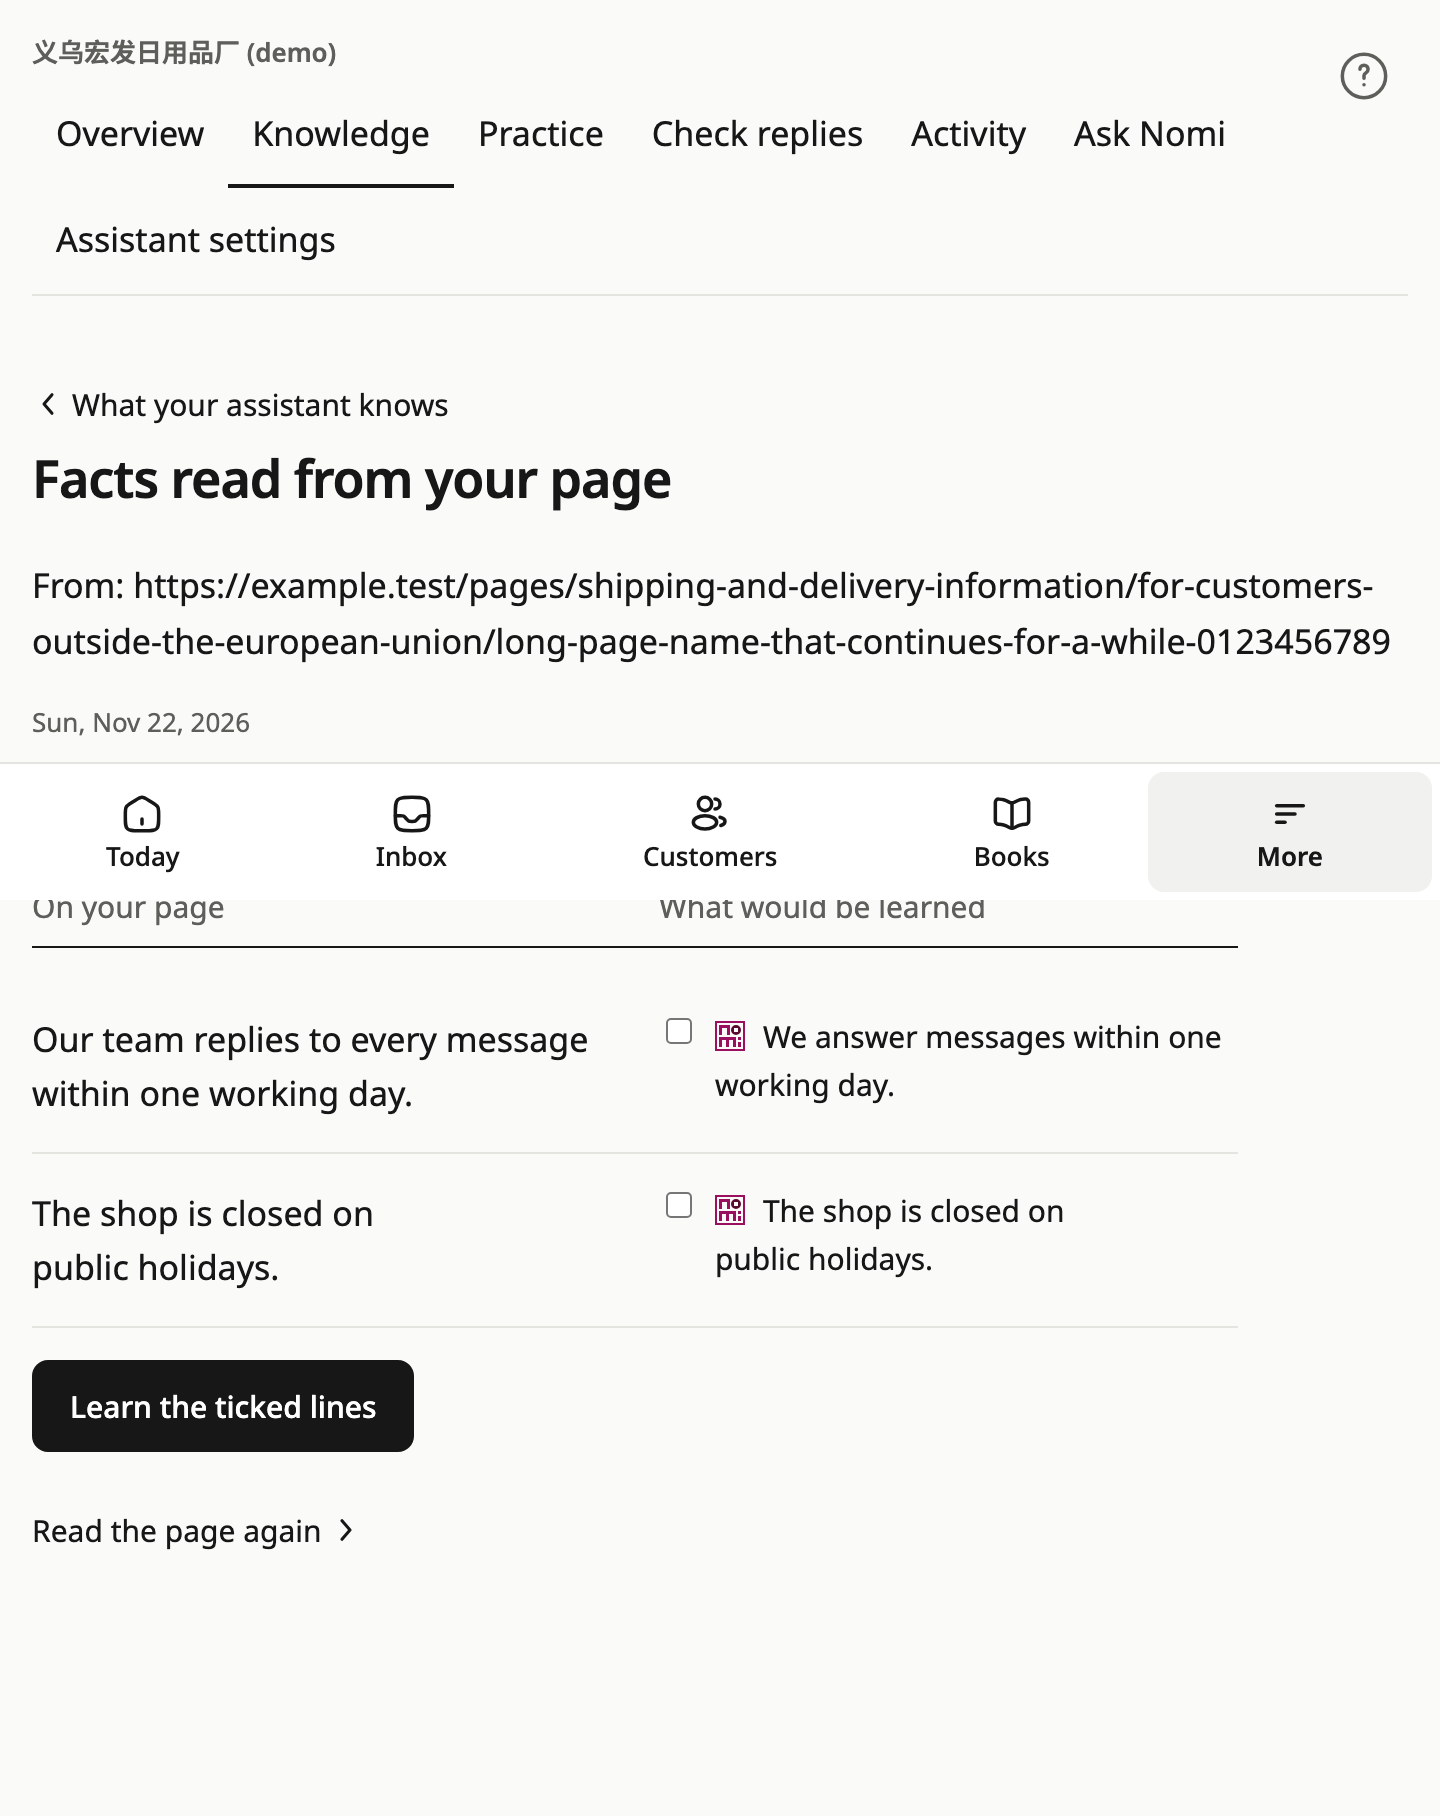 义乌宏发日用品厂 (demo)
Overview
Knowledge
Practice
Check replies
Activity
Ask Nomi
Assistant settings
What your assistant knows
Facts read from your page
From: https://example.test/pages/shipping-and-delivery-information/for-customers-
outside-the-european-union/long-page-name-that-continues-for-a-while-0123456789
Sun, Nov 22, 2026
Today
Inbox
Customers
Books
More
On your page
What would be learned
Our team replies to every message
within one working day.
nomi We answer messages within one
working day.
The shop is closed on
public holidays.
nomi The shop is closed on
public holidays.
Learn the ticked lines
Read the page again